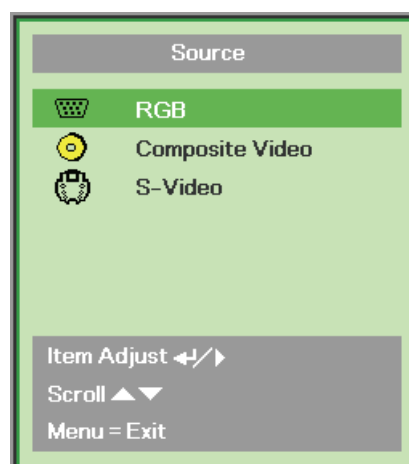 Source
RGB
Composite Video
S-Video
Item Adjust ↵/▶
Scroll ▲▼
Menu = Exit